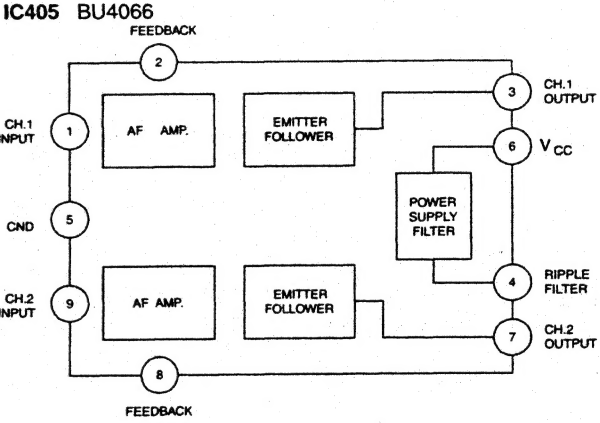 IC405 BU4066
FEEDBACK
2
3
CH.1
OUTPUT
CH.1
INPUT
1
AF AMP.
EMITTER
FOLLOWER
6
VCC
POWER
SUPPLY
FILTER
CND
5
CH.2
INPUT
9
AF AMP.
EMITTER
FOLLOWER
4
RIPPLE
FILTER
7
CH.2
OUTPUT
8
FEEDBACK